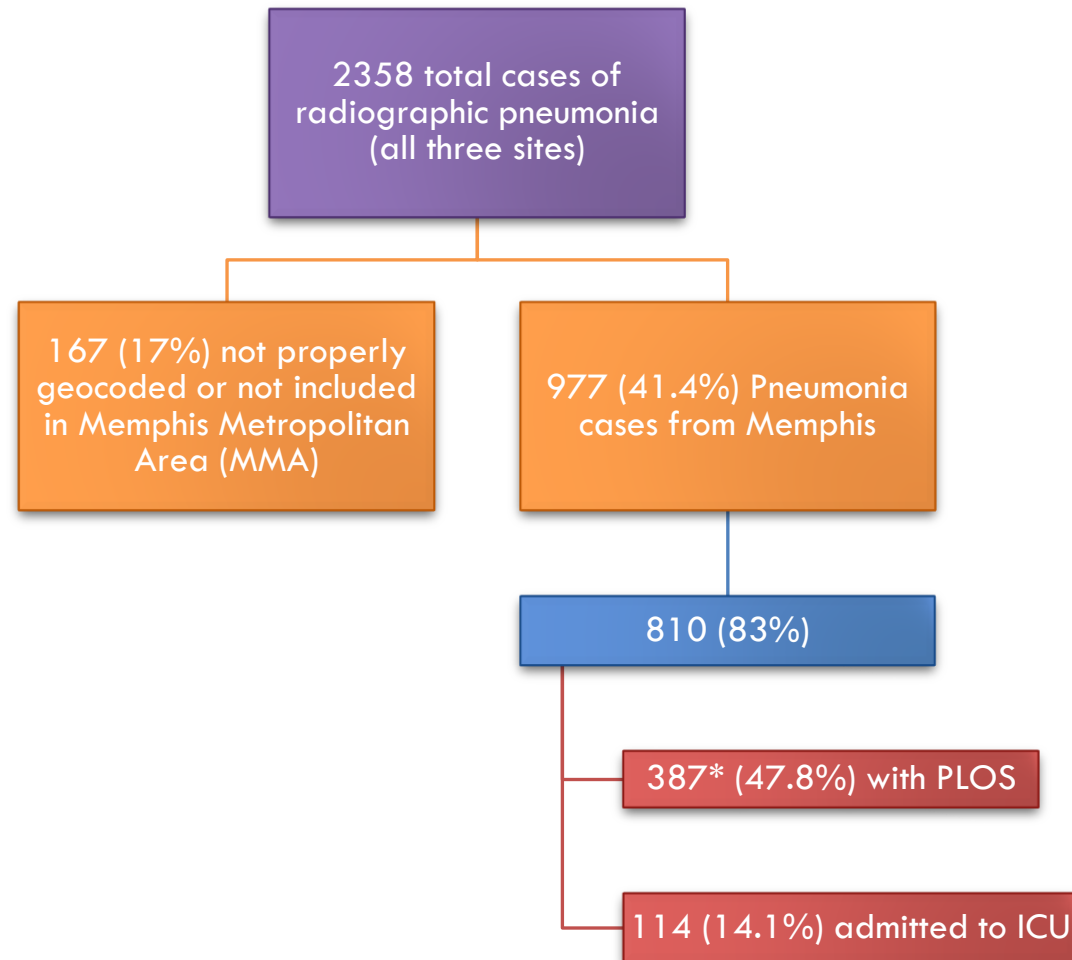 2358 total cases of
radiographic pneumonia
(all three sites)
167 (17%) not properly
geocoded or not included
in Memphis Metropolitan
Area (MMA)
977 (41.4%) Pneumonia
cases from Memphis
810 (83%)
387* (47.8%) with PLOS
114 (14.1%) admitted to ICU